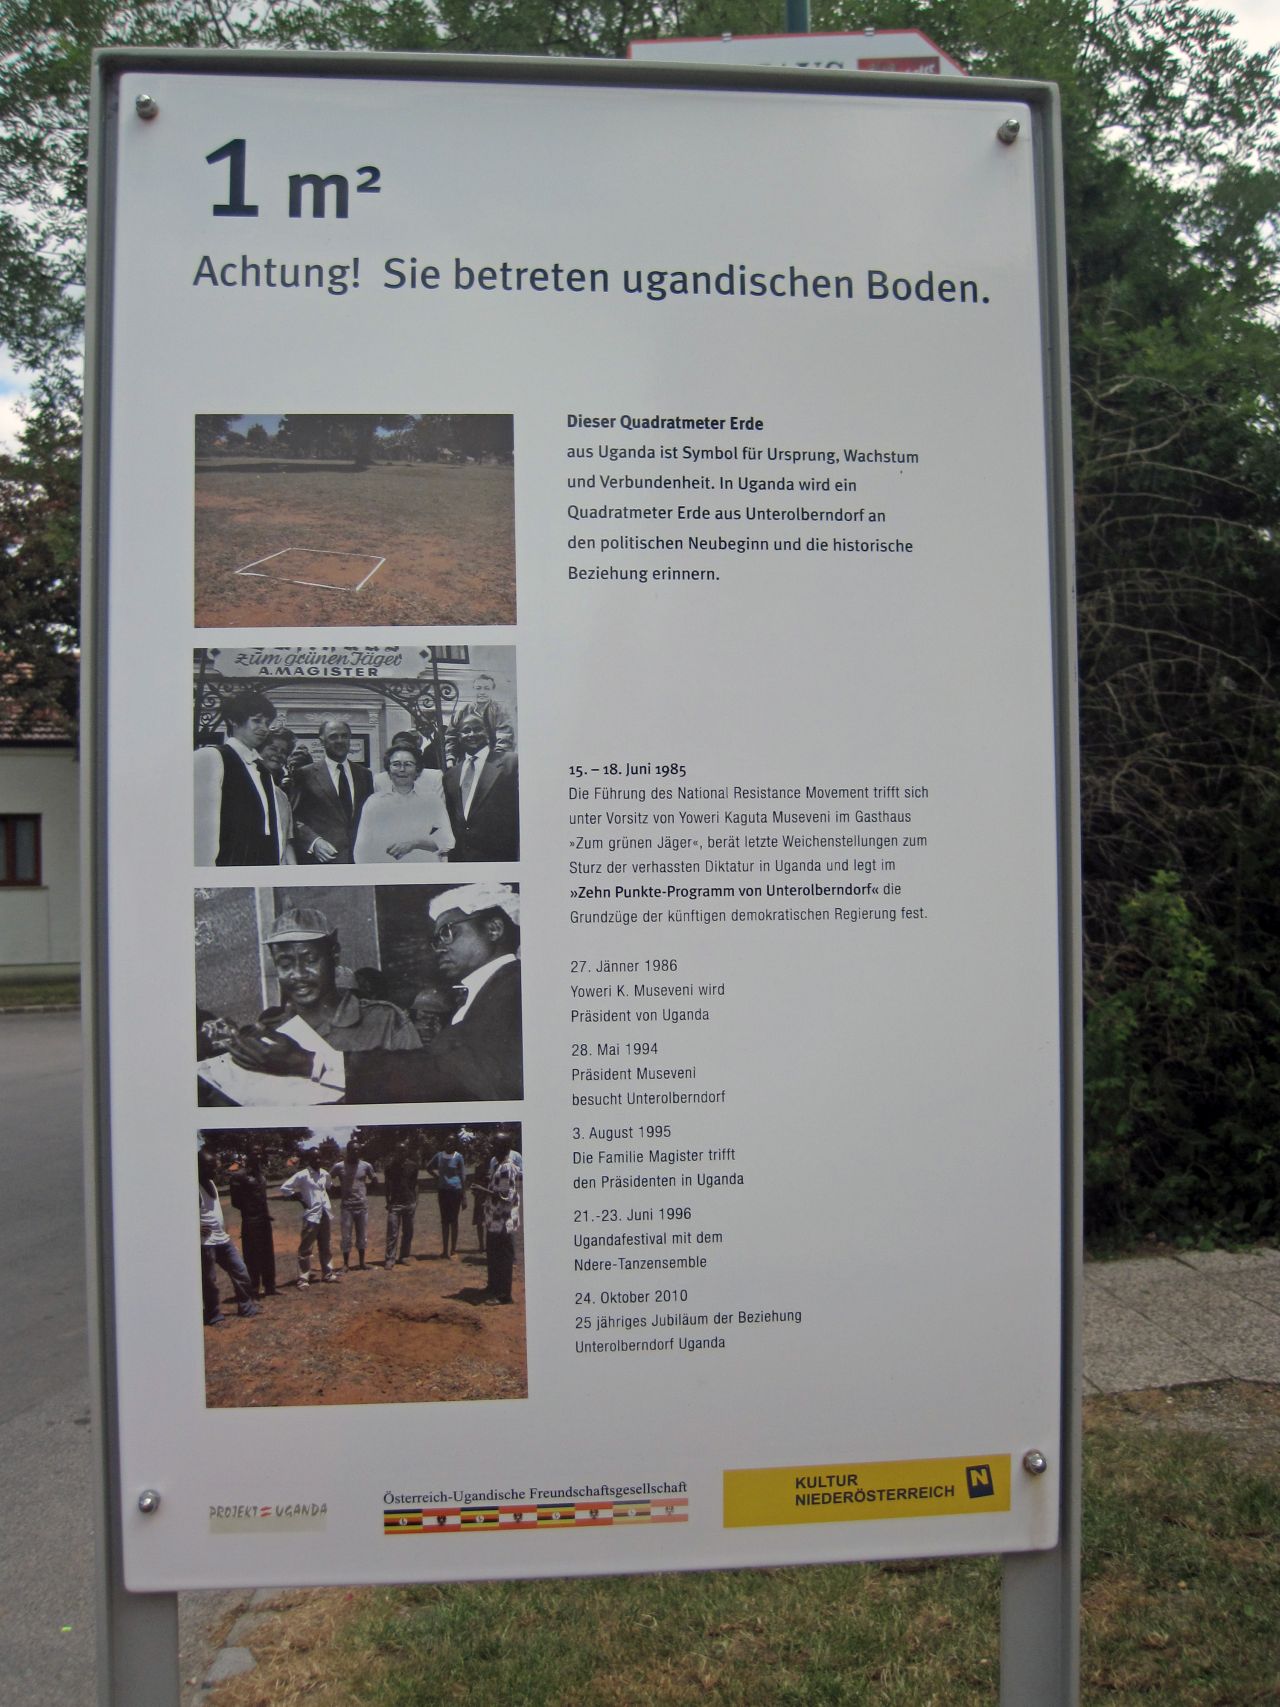 1 m²
Achtung! Sie betreten ugandischen Boden.
Dieser Quadratmeter Erde
aus Uganda ist Symbol für Ursprung, Wachstum
und Verbundenheit. In Uganda wird ein
Quadratmeter Erde aus Unterolberndorf an
den politischen Neubeginn und die historische
Beziehung erinnern.
zum grünen Jäger
A. MAGISTER
15. – 18. Juni 1985
Die Führung des National Resistance Movement trifft sich
unter Vorsitz von Yoweri Kaguta Museveni im Gasthaus
»Zum grünen Jäger«, berät letzte Weichenstellungen zum
Sturz der verhassten Diktatur in Uganda und legt im
»Zehn Punkte-Programm von Unterolberndorf« die
Grundzüge der künftigen demokratischen Regierung fest.
27. Jänner 1986
Yoweri K. Museveni wird
Präsident von Uganda
28. Mai 1994
Präsident Museveni
besucht Unterolberndorf
3. August 1995
Die Familie Magister trifft
den Präsidenten in Uganda
21.-23. Juni 1996
Ugandafestival mit dem
Ndere-Tanzensemble
24. Oktober 2010
25 jähriges Jubiläum der Beziehung
Unterolberndorf Uganda
PROJEKT = UGANDA
Österreich-Ugandische Freundschaftsgesellschaft
KULTUR
NIEDERÖSTERREICH N